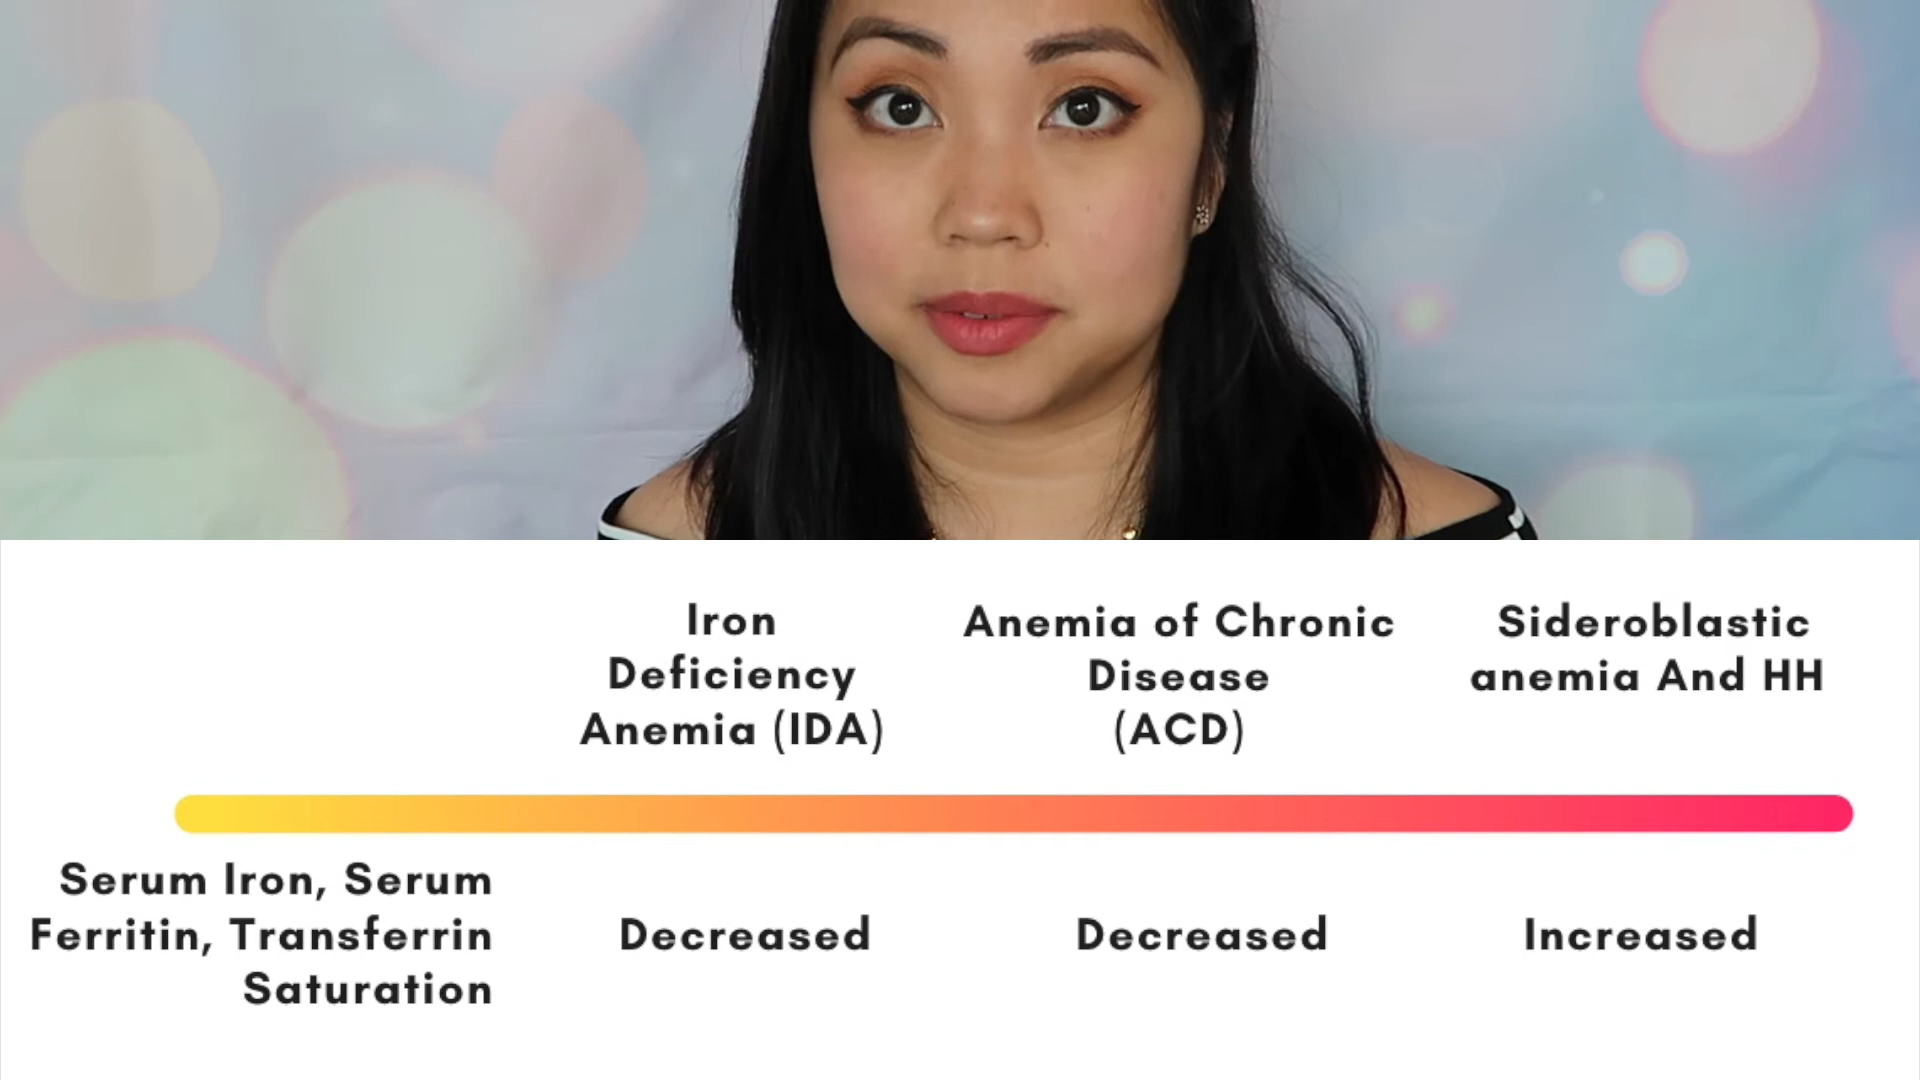 Iron
Deficiency
Anemia (IDA)
Anemia of Chronic
Disease
(ACD)
Sideroblastic
anemia And HH
Serum Iron, Serum
Ferritin, Transferrin
Saturation
Decreased
Decreased
Increased